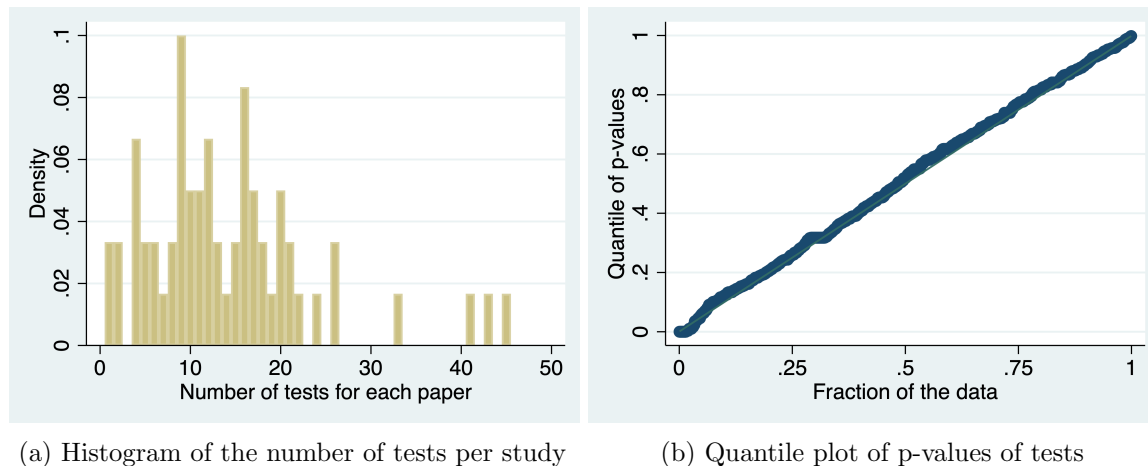 Density
0 .02 .04 .06 .08 .1
0 10 20 30 40 50
Number of tests for each paper
(a) Histogram of the number of tests per study
Quantile of p-values
0 .2 .4 .6 .8 1
0 .25 .5 .75 1
Fraction of the data
(b) Quantile plot of p-values of tests